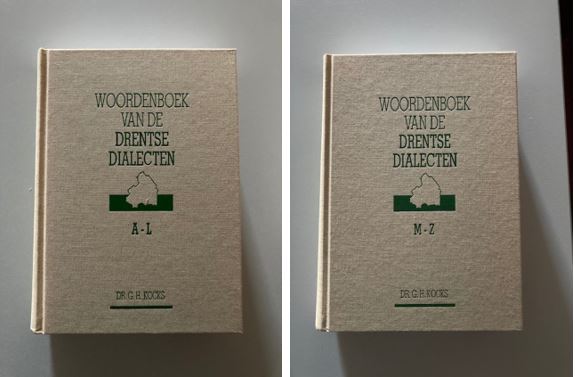 WOORDENBOEK
VAN DE
DRENTSE
DIALECTEN
A-L
DR. G. H. KOCKS
WOORDENBOEK
VAN DE
DRENTSE
DIALECTEN
M-Z
DR. G. H. KOCKS